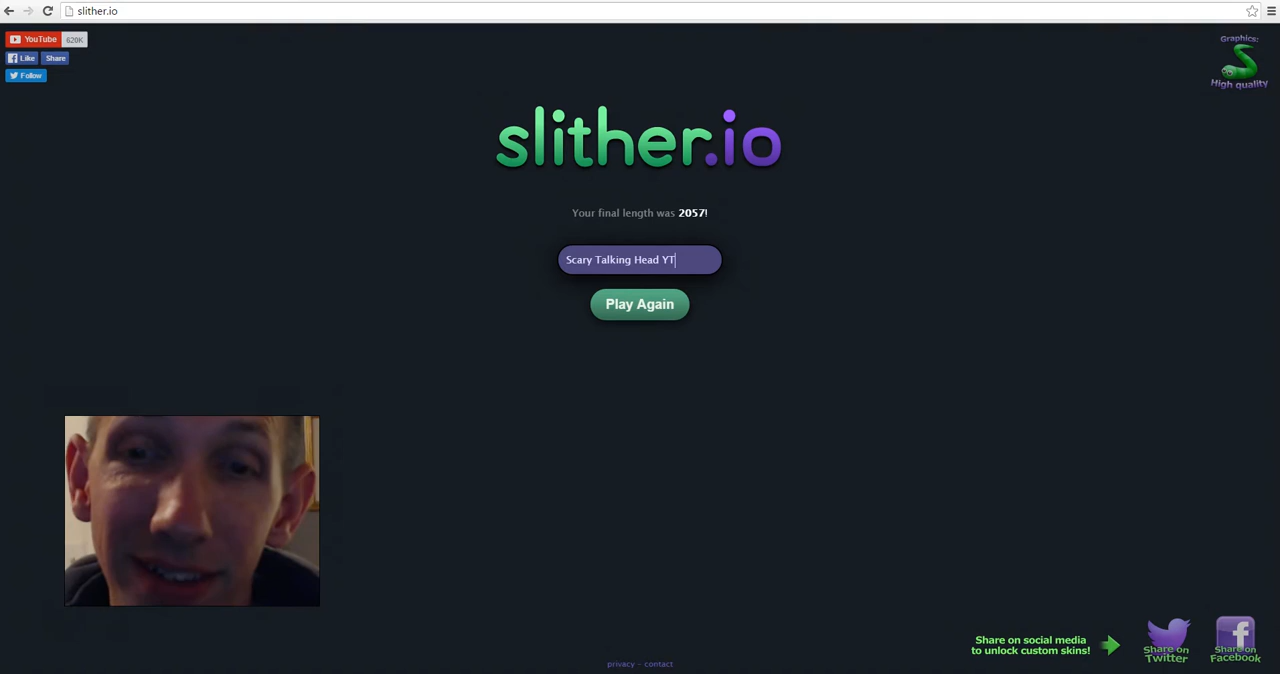 slither.io
YouTube 620K
Like Share
Follow
Graphics:
High quality
slither.io
Your final length was 2057!
Scary Talking Head YT
Play Again
Share on social media
to unlock custom skins!
Share on
Twitter
Share on
Facebook
privacy - contact